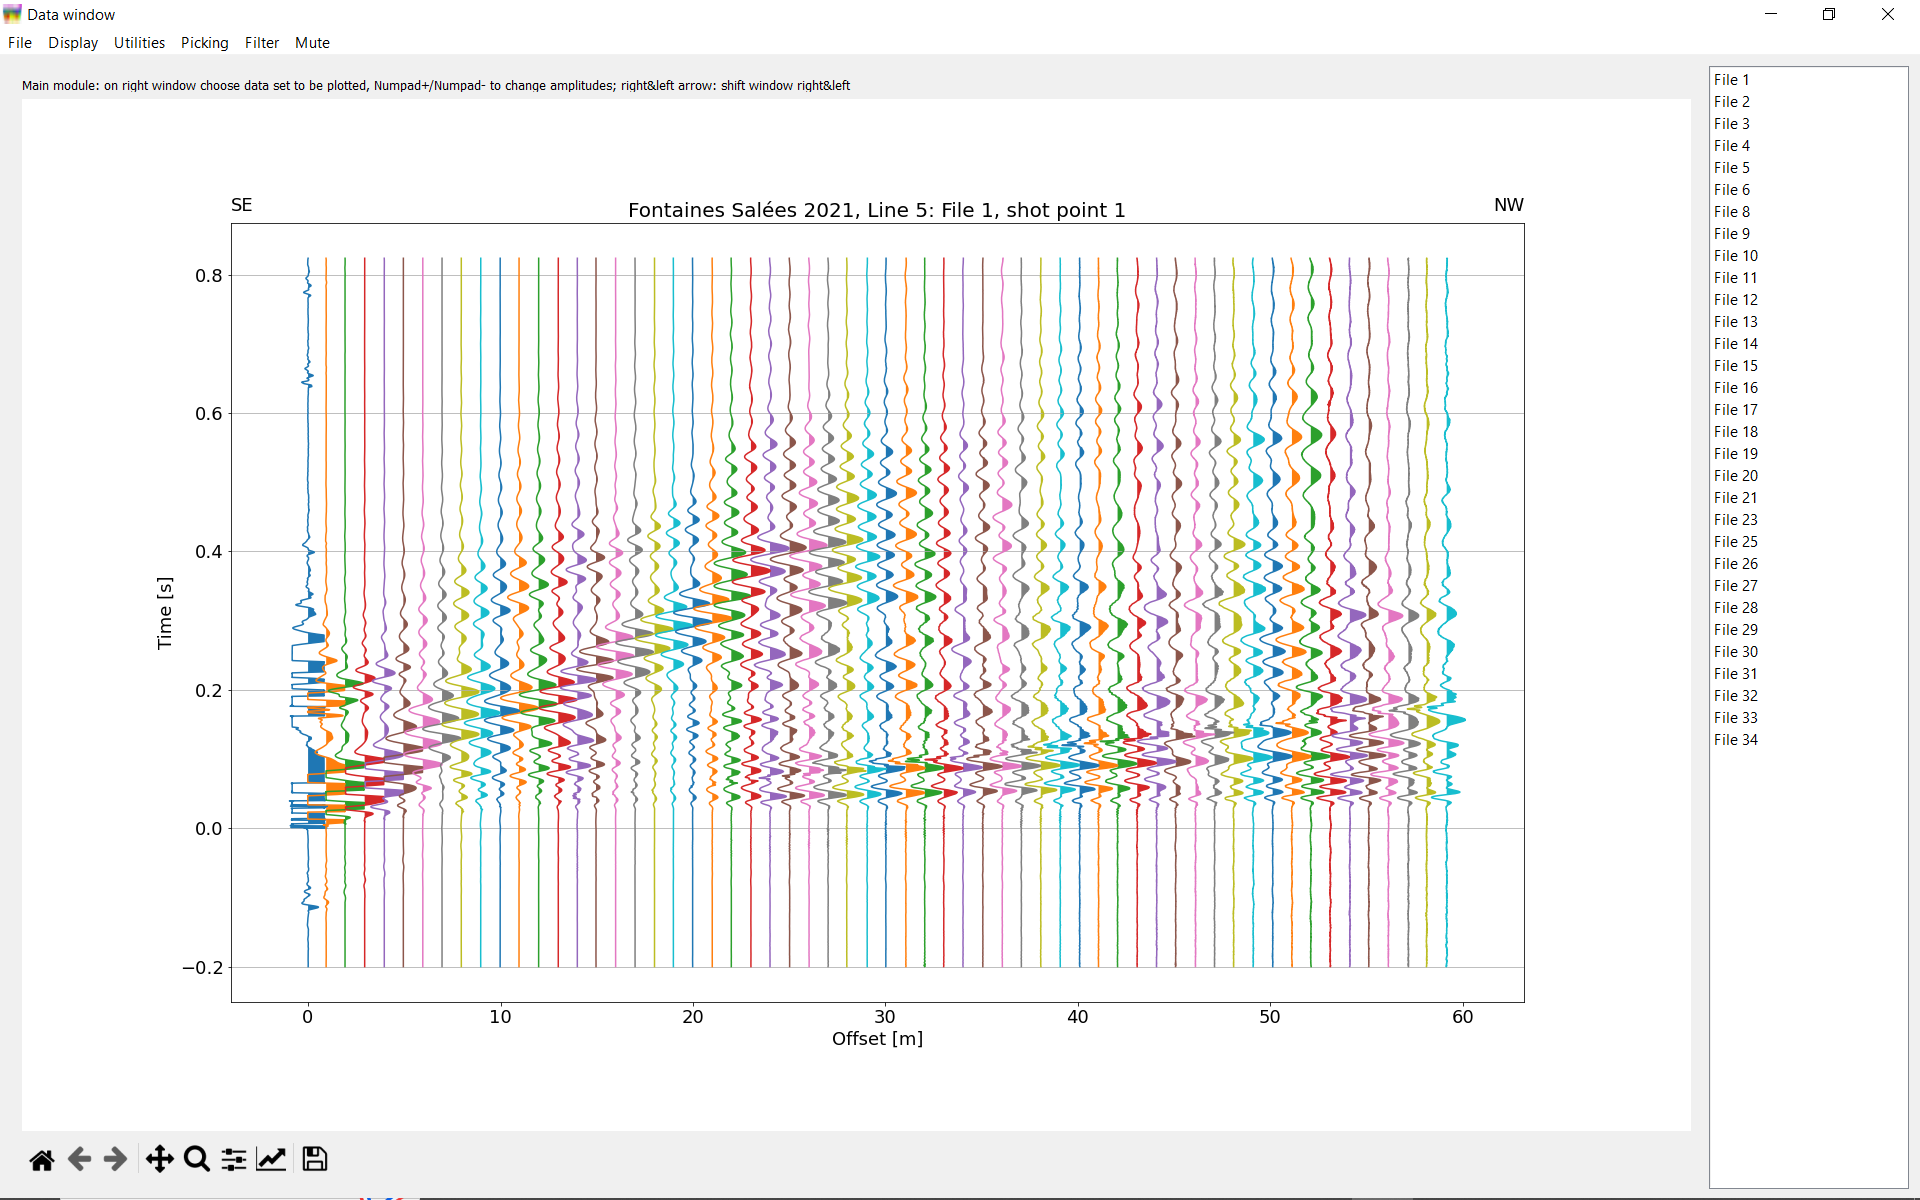 Data window
File Display Utilities Picking Filter Mute
Main module: on right window choose data set to be plotted, Numpad+/Numpad- to change amplitudes; right&left arrow: shift window right&left
SE
NW
Fontaines Salées 2021, Line 5: File 1, shot point 1
Time [s]
0.8
0.6
0.4
0.2
0.0
−0.2
0 10 20 30 40 50 60
Offset [m]
File 1
File 2
File 3
File 4
File 5
File 6
File 8
File 9
File 10
File 11
File 12
File 13
File 14
File 15
File 16
File 17
File 18
File 19
File 20
File 21
File 23
File 25
File 26
File 27
File 28
File 29
File 30
File 31
File 32
File 33
File 34